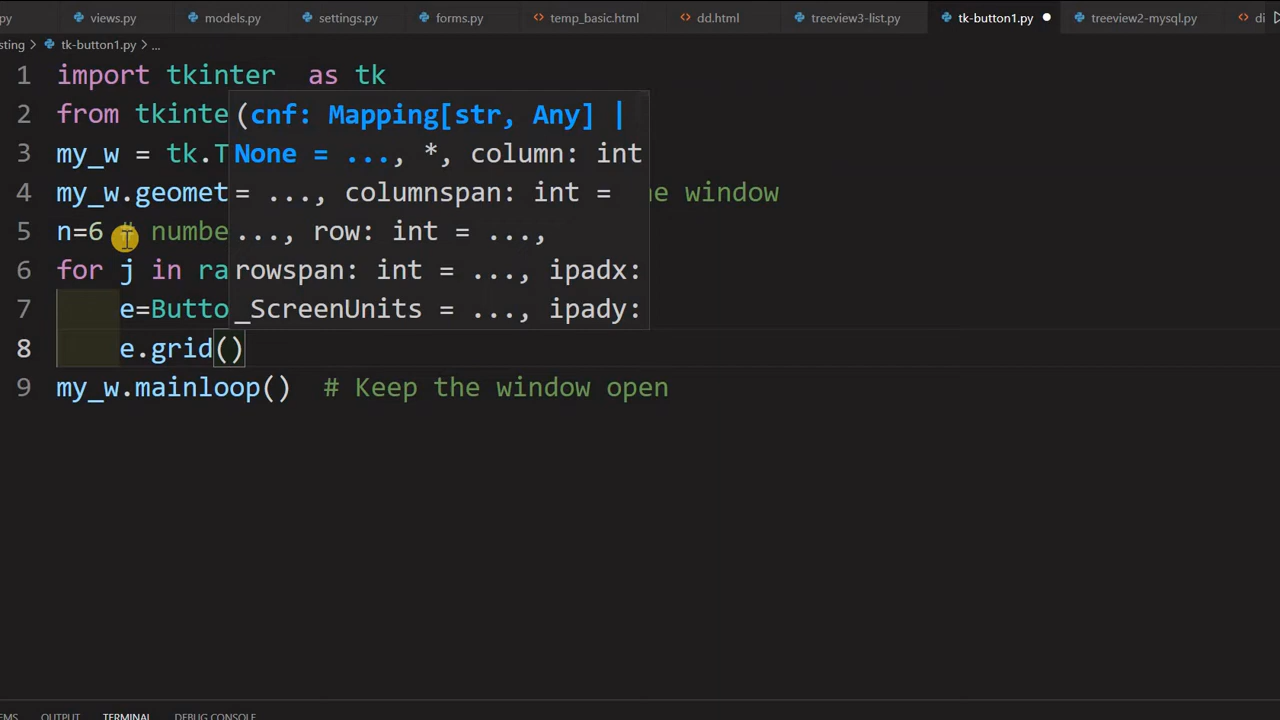 py views.py models.py settings.py forms.py temp_basic.html dd.html treeview3-list.py tk-button1.py treeview2-mysql.py di
sting > tk-button1.py > ...
1 import tkinter  as tk
2 from tkinte
3 my_w = tk.T
4 my_w.geomet e window
5 n=6 # numbe
6 for j in ra
7 e=Butto
8 e.grid()
9 my_w.mainloop()  # Keep the window open
(cnf: Mapping[str, Any] |
None = ..., *, column: int
= ..., columnspan: int =
..., row: int = ...,
rowspan: int = ..., ipadx:
_ScreenUnits = ..., ipady:
EMS OUTPUT TERMINAL DEBUG CONSOLE